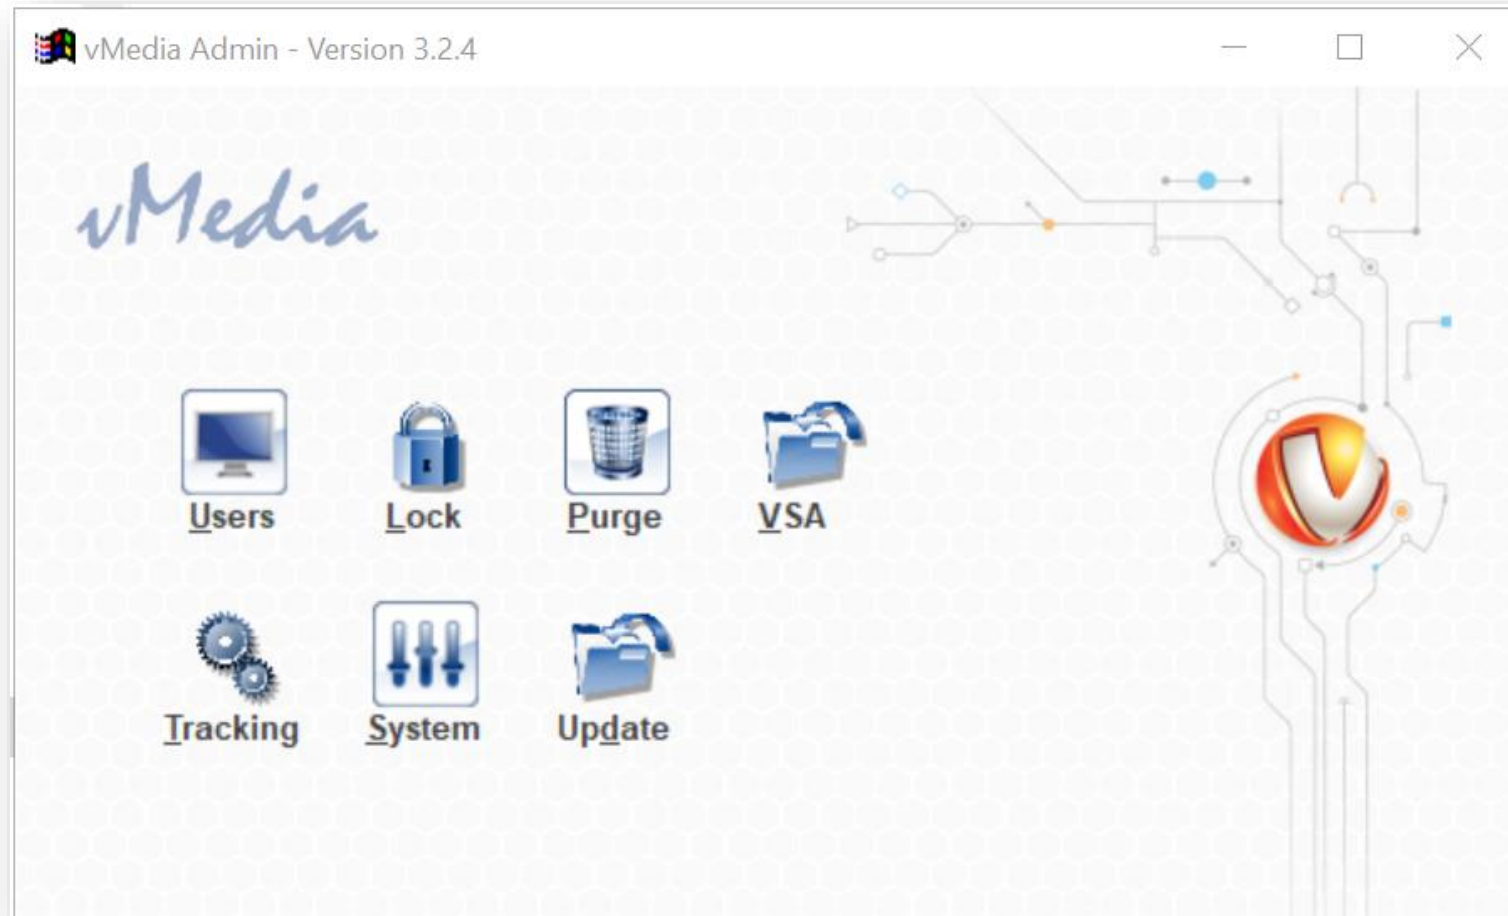 vMedia Admin - Version 3.2.4
vMedia
Users Lock Purge VSA
Tracking System Update